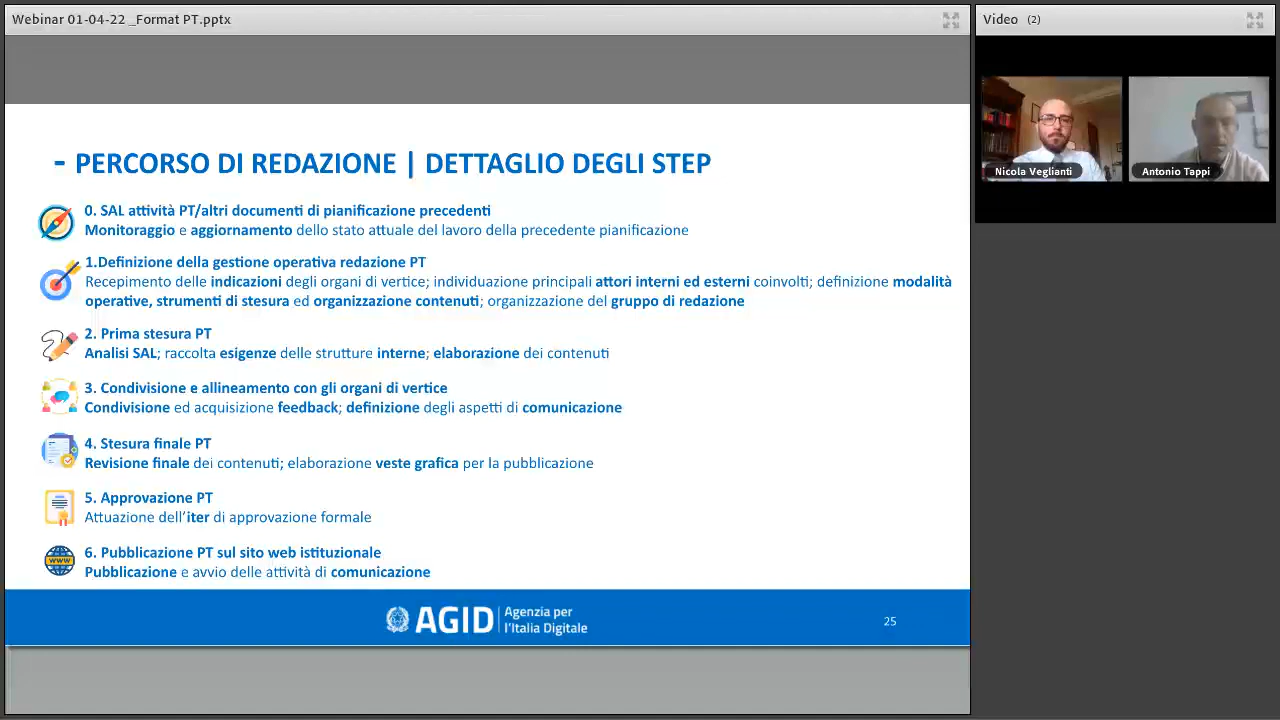 Webinar 01-04-22 _Format PT.pptx
Video (2)
Nicola Veglianti
Antonio Tappi
- PERCORSO DI REDAZIONE | DETTAGLIO DEGLI STEP
0. SAL attività PT/altri documenti di pianificazione precedenti
Monitoraggio e aggiornamento dello stato attuale del lavoro della precedente pianificazione
1.Definizione della gestione operativa redazione PT
Recepimento delle indicazioni degli organi di vertice; individuazione principali attori interni ed esterni coinvolti; definizione modalità
operative, strumenti di stesura ed organizzazione contenuti; organizzazione del gruppo di redazione
2. Prima stesura PT
Analisi SAL; raccolta esigenze delle strutture interne; elaborazione dei contenuti
3. Condivisione e allineamento con gli organi di vertice
Condivisione ed acquisizione feedback; definizione degli aspetti di comunicazione
4. Stesura finale PT
Revisione finale dei contenuti; elaborazione veste grafica per la pubblicazione
5. Approvazione PT
Attuazione dell'iter di approvazione formale
6. Pubblicazione PT sul sito web istituzionale
Pubblicazione e avvio delle attività di comunicazione
WWW
AGID
Agenzia per
l'Italia Digitale
25